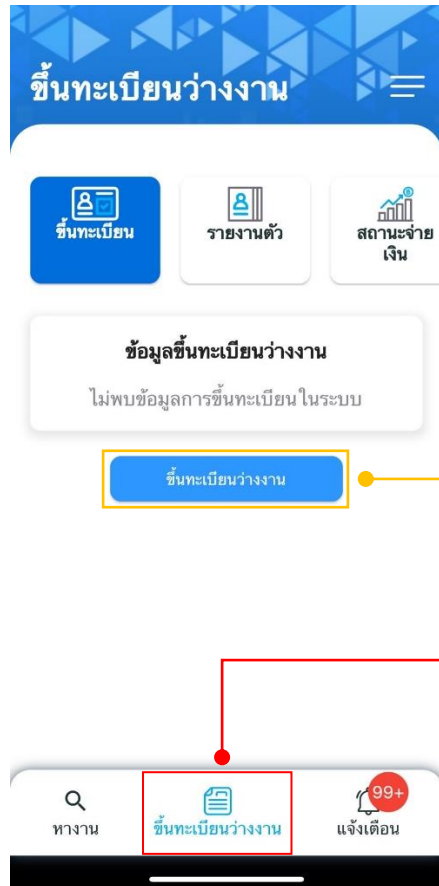 ขึ้นทะเบียนว่างงาน
ขึ้นทะเบียน
รายงานตัว
สถานะจ่าย
เงิน
ข้อมูลขึ้นทะเบียนว่างงาน
ไม่พบข้อมูลการขึ้นทะเบียนในระบบ
ขึ้นทะเบียนว่างงาน
99+
หางาน
ขึ้นทะเบียนว่างงาน
แจ้งเตือน